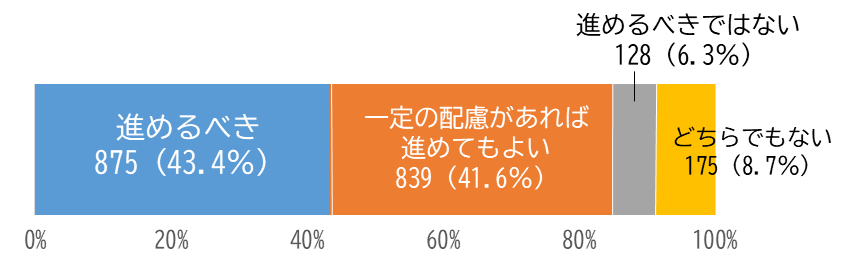 進めるべきではない
128（6.3%）
進めるべき
875（43.4%）
一定の配慮があれば
進めてもよい
839（41.6%）
どちらでもない
175（8.7%）
0%
20%
40%
60%
80%
100%